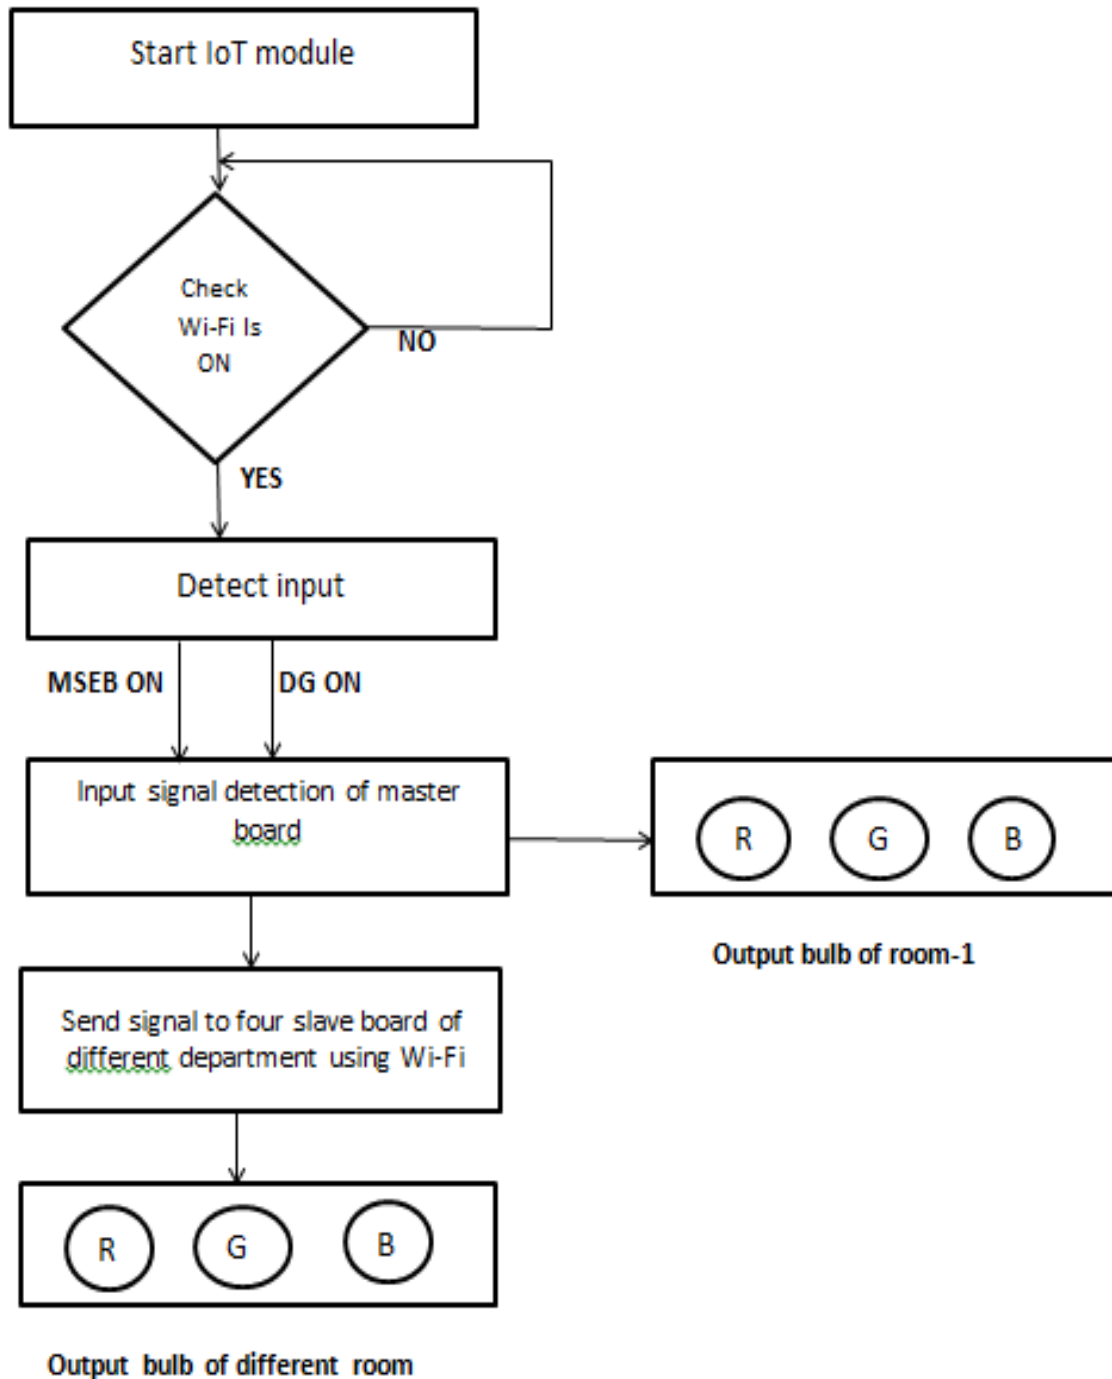 Start IoT module
Check
Wi-Fi Is
ON
NO
YES
Detect input
MSEB ON
DG ON
Input signal detection of master
board
R
G
B
Output bulb of room-1
Send signal to four slave board of
different department using Wi-Fi
R
G
B
Output bulb of different room